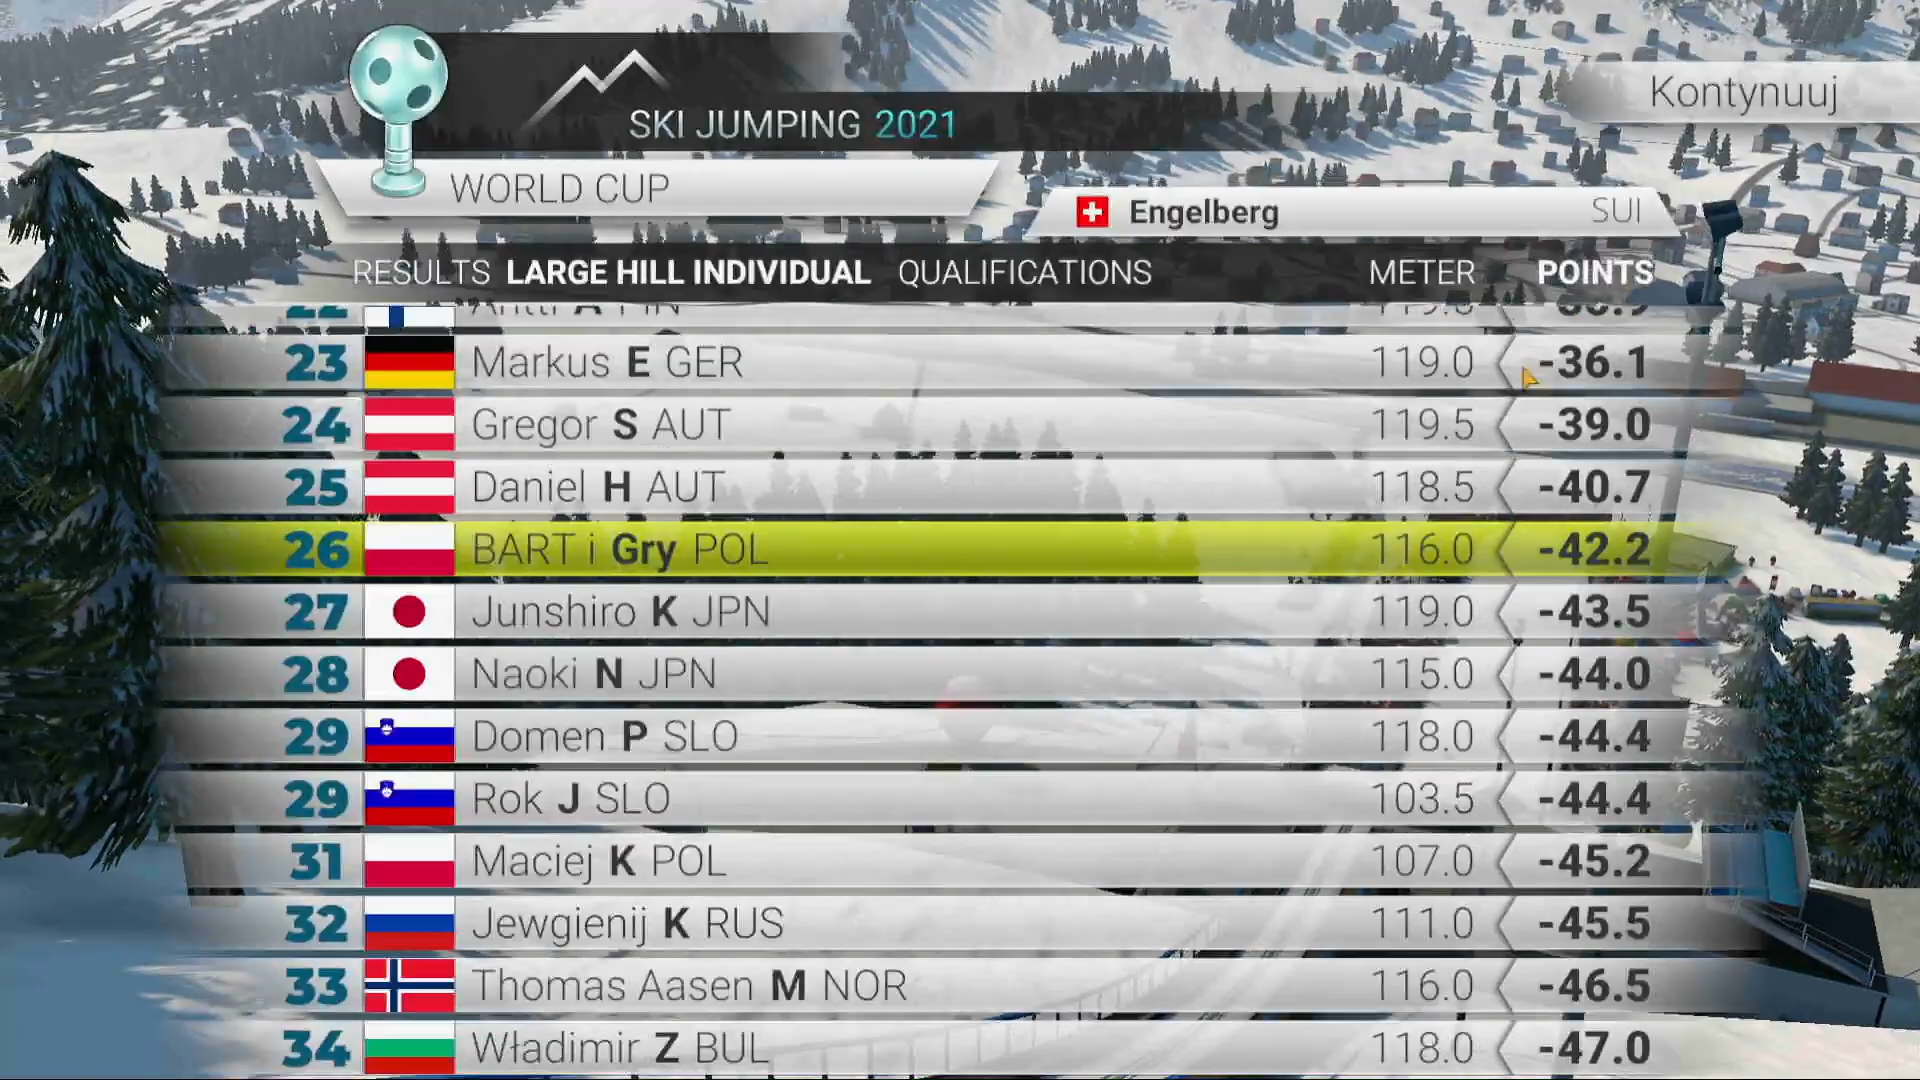 SKI JUMPING 2021
Kontynuuj
WORLD CUP
Engelberg SUI
RESULTS LARGE HILL INDIVIDUAL QUALIFICATIONS METER POINTS
23 Markus E GER 119.0 -36.1
24 Gregor S AUT 119.5 -39.0
25 Daniel H AUT 118.5 -40.7
26 BART i Gry POL 116.0 -42.2
27 Junshiro K JPN 119.0 -43.5
28 Naoki N JPN 115.0 -44.0
29 Domen P SLO 118.0 -44.4
29 Rok J SLO 103.5 -44.4
31 Maciej K POL 107.0 -45.2
32 Jewgienij K RUS 111.0 -45.5
33 Thomas Aasen M NOR 116.0 -46.5
34 Władimir Z BUL 118.0 -47.0